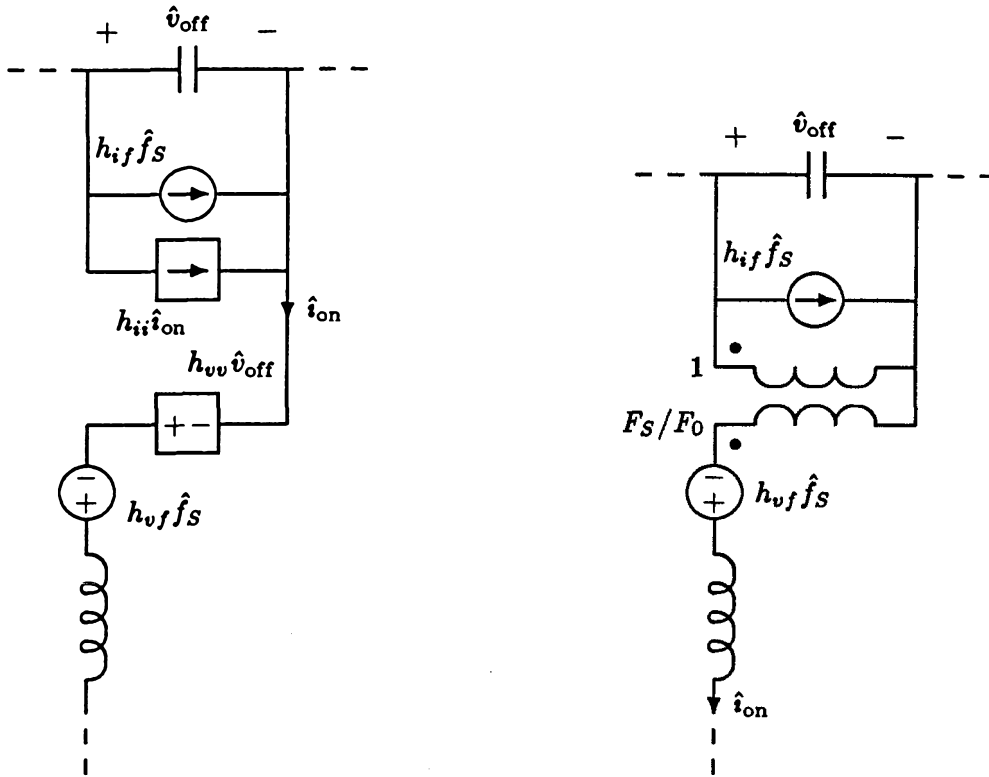 + v̂_off −
h_if f̂_S
h_ii î_on
î_on
h_vv v̂_off
+ −
−
+
h_vf f̂_S
+ v̂_off −
h_if f̂_S
1
F_S/F_0
−
+
h_vf f̂_S
î_on